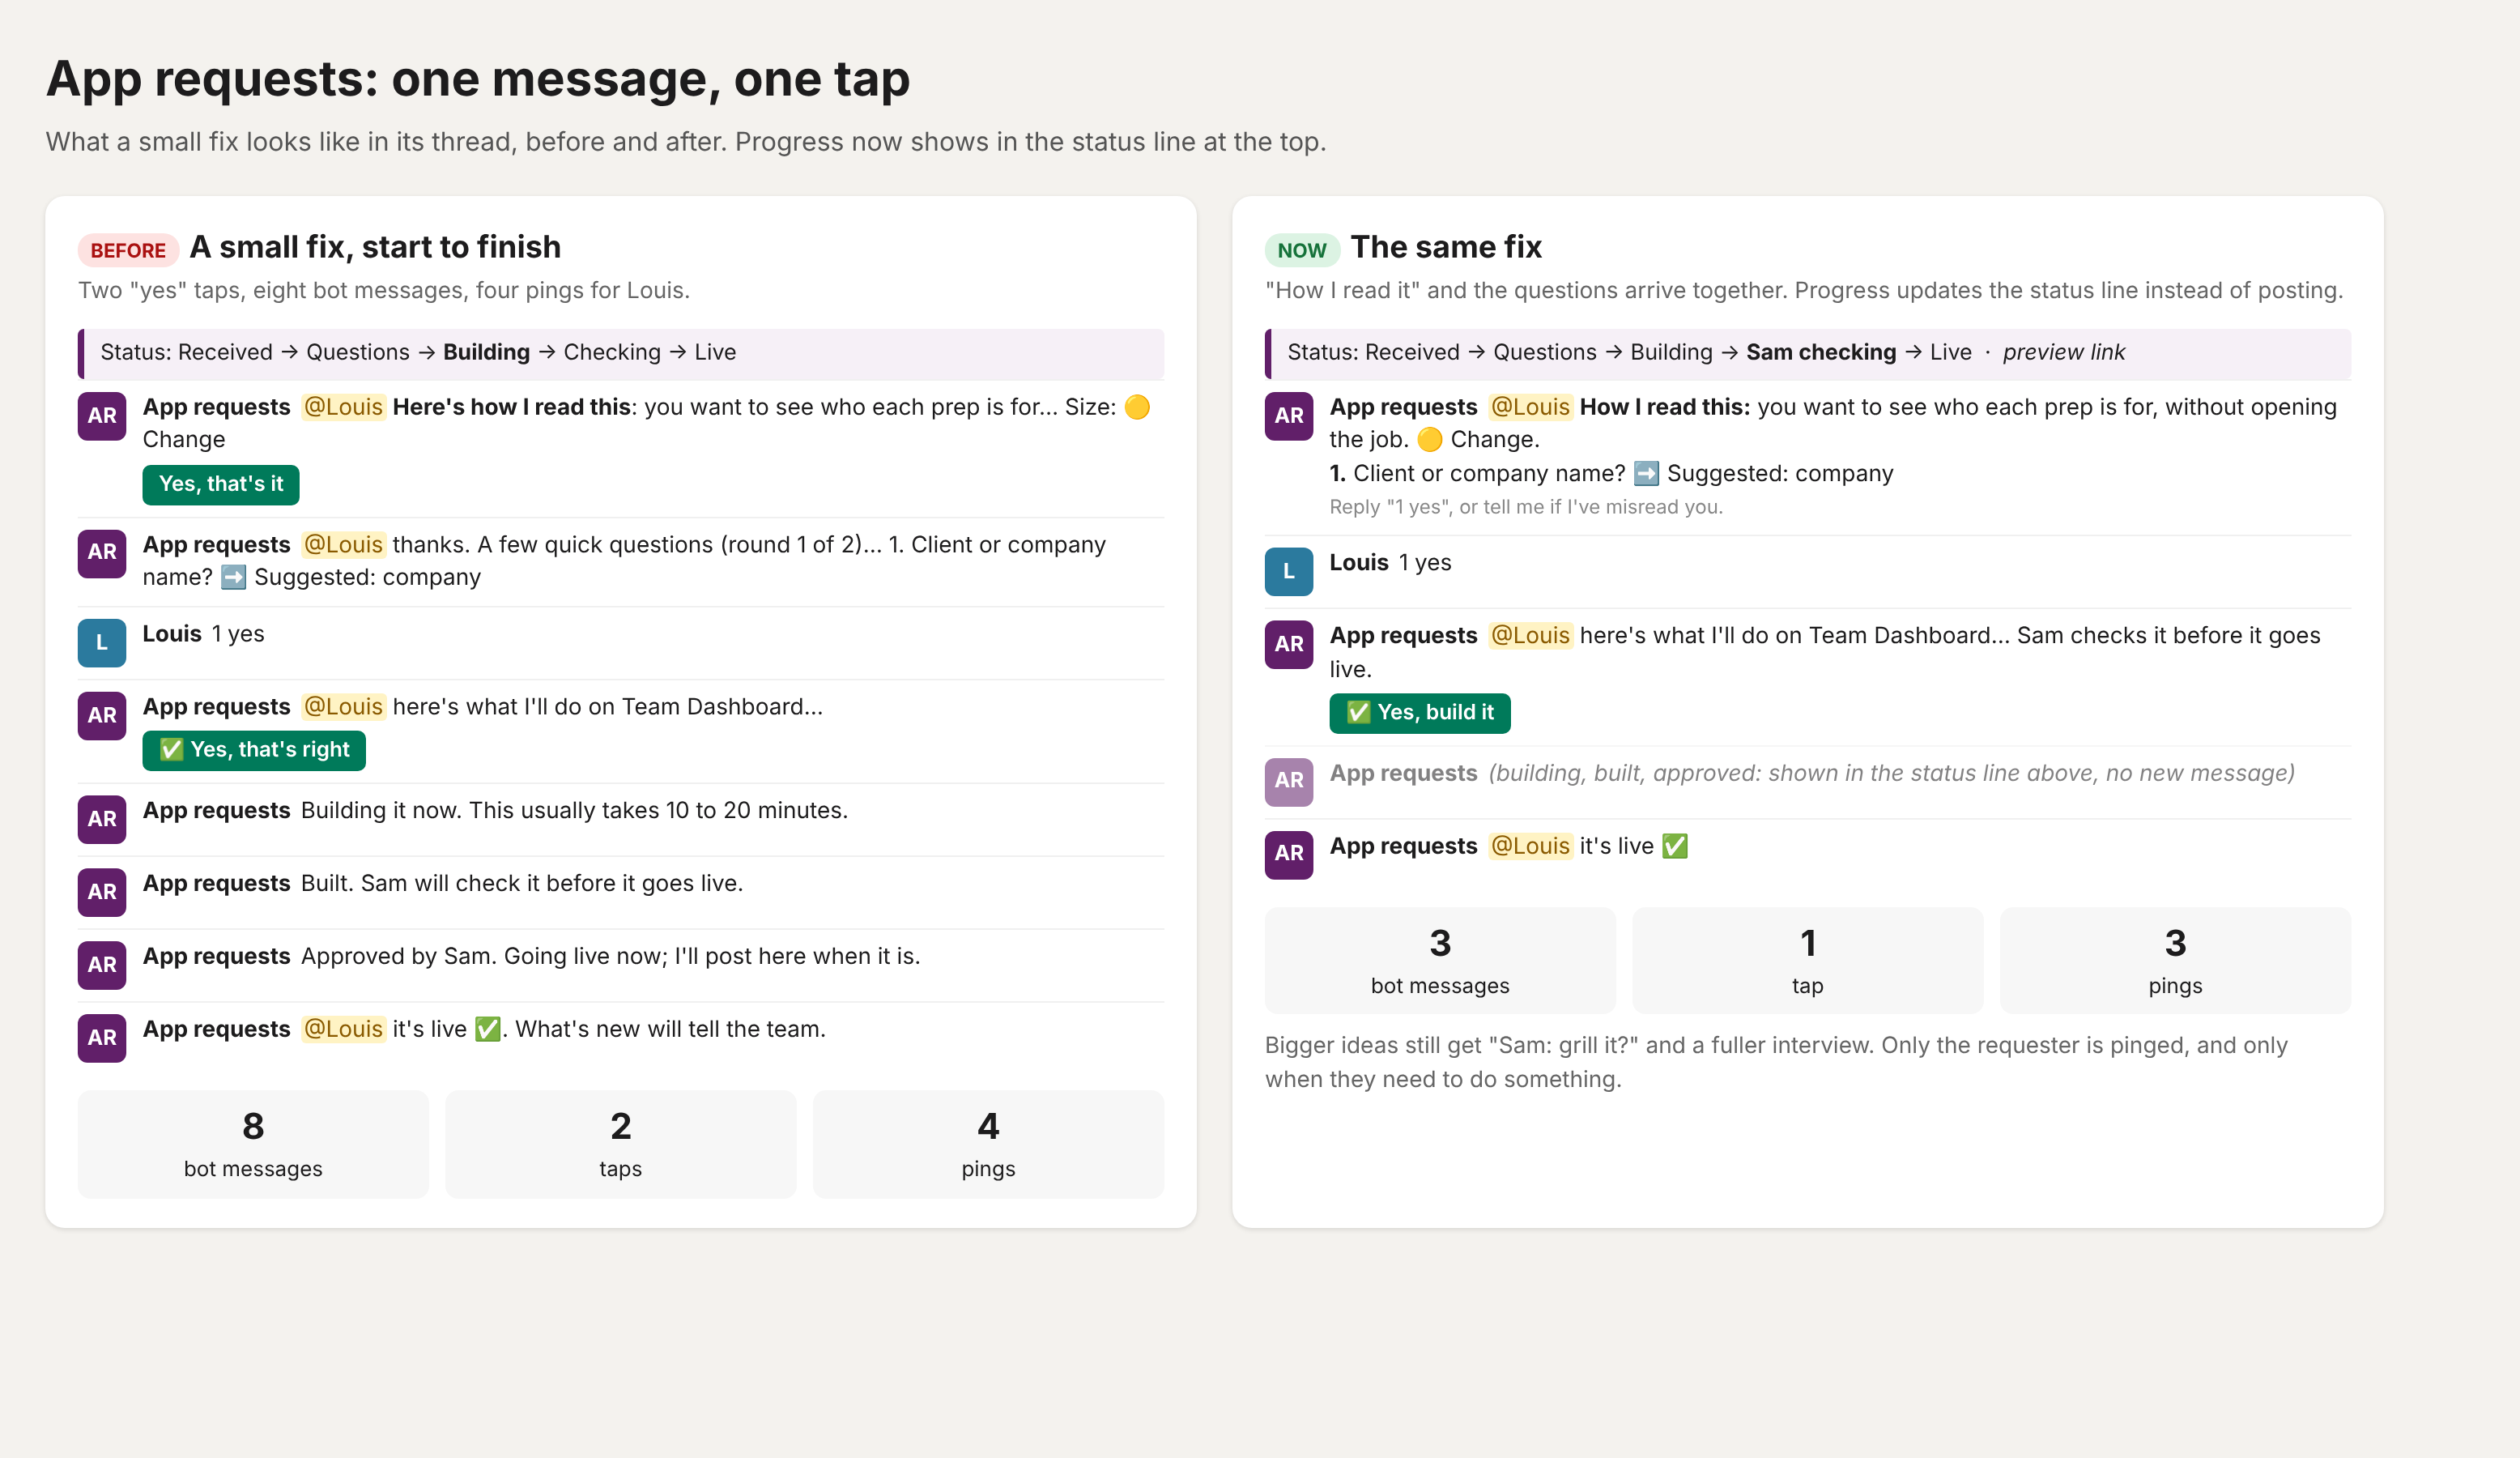 App requests: one message, one tap
What a small fix looks like in its thread, before and after. Progress now shows in the status line at the top.
BEFORE A small fix, start to finish
Two "yes" taps, eight bot messages, four pings for Louis.
Status: Received → Questions → Building → Checking → Live
AR App requests @Louis Here's how I read this: you want to see who each prep is for... Size: 🟡
Change
Yes, that's it
AR App requests @Louis thanks. A few quick questions (round 1 of 2)... 1. Client or company
name? ➡️ Suggested: company
L Louis 1 yes
AR App requests @Louis here's what I'll do on Team Dashboard...
✅ Yes, that's right
AR App requests Building it now. This usually takes 10 to 20 minutes.
AR App requests Built. Sam will check it before it goes live.
AR App requests Approved by Sam. Going live now; I'll post here when it is.
AR App requests @Louis it's live ✅. What's new will tell the team.
8 2 4
bot messages taps pings
NOW The same fix
"How I read it" and the questions arrive together. Progress updates the status line instead of posting.
Status: Received → Questions → Building → Sam checking → Live · preview link
AR App requests @Louis How I read this: you want to see who each prep is for, without opening
the job. 🟡 Change.
1. Client or company name? ➡️ Suggested: company
Reply "1 yes", or tell me if I've misread you.
L Louis 1 yes
AR App requests @Louis here's what I'll do on Team Dashboard... Sam checks it before it goes
live.
✅ Yes, build it
AR App requests (building, built, approved: shown in the status line above, no new message)
AR App requests @Louis it's live ✅
3 1 3
bot messages tap pings
Bigger ideas still get "Sam: grill it?" and a fuller interview. Only the requester is pinged, and only
when they need to do something.